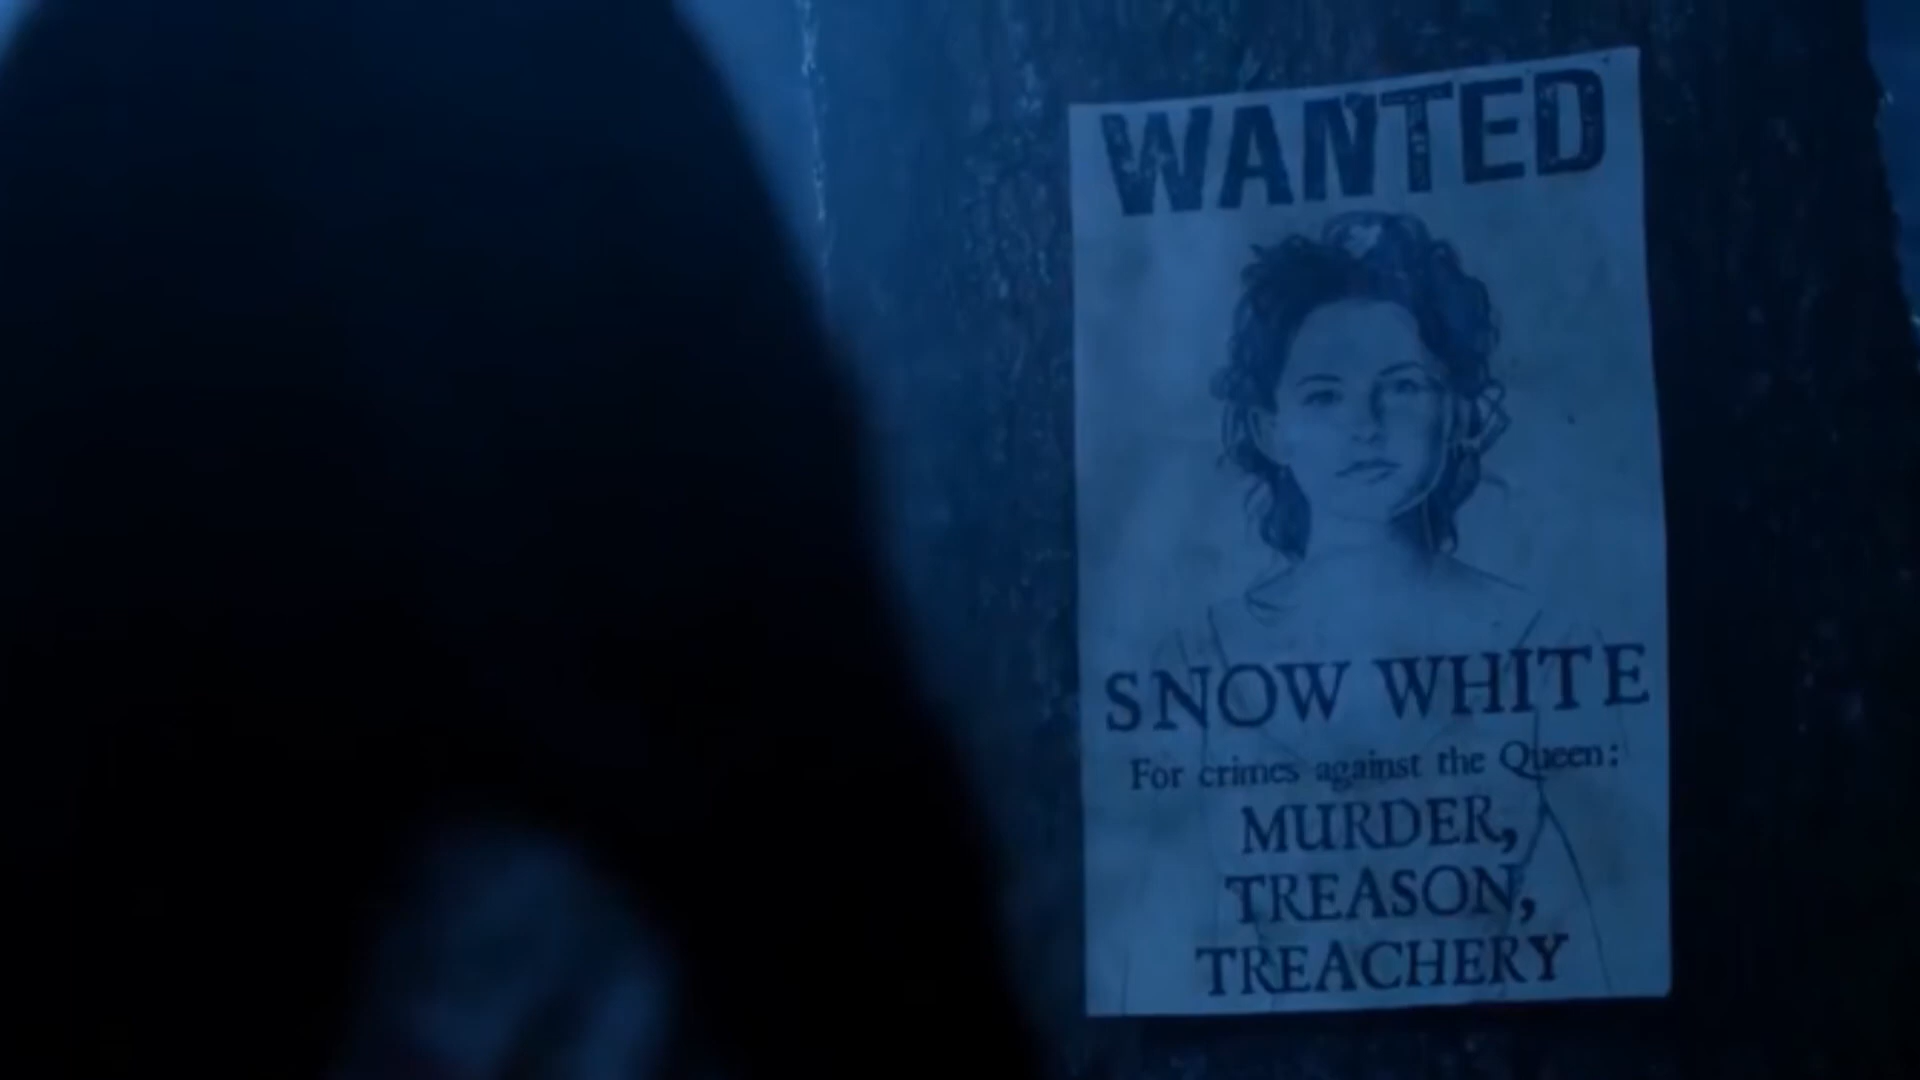 WANTED
SNOW WHITE
For crimes against the Queen:
MURDER,
TREASON,
TREACHERY